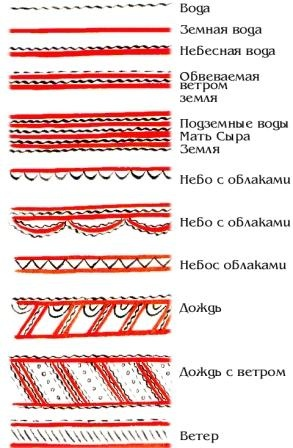 Вода
Земная вода
Небесная вода
Обвеваемая
ветром
земля
Подземные воды
Мать Сыра
Земля
Небо с облаками
Небо с облаками
Небос облаками
Дождь
Дождь с ветром
Ветер